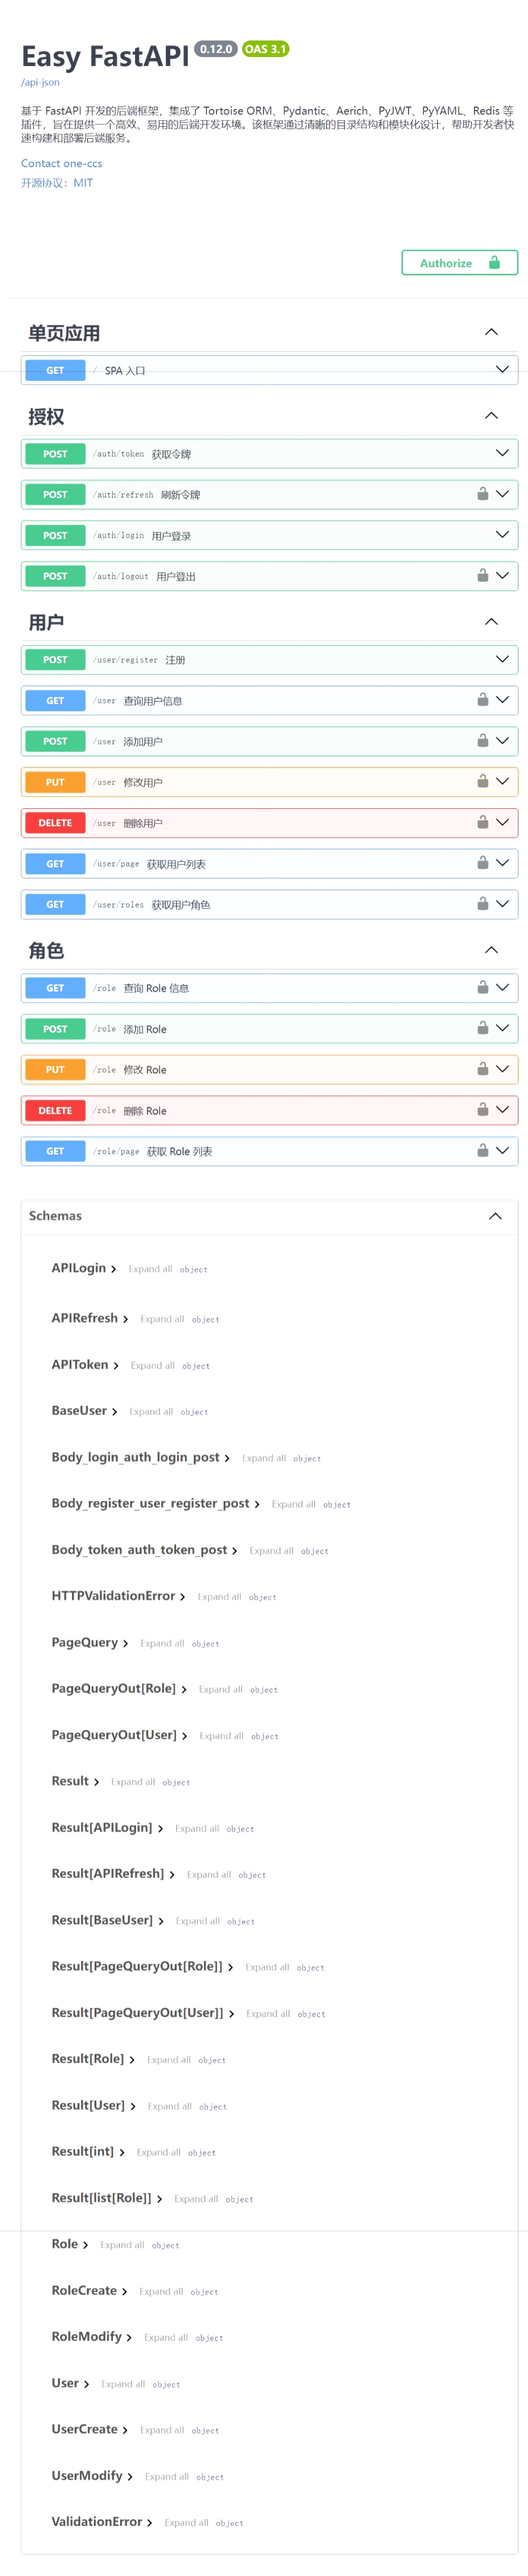 Easy FastAPI 0.12.0 OAS 3.1
/api-json
基于 FastAPI 开发的后端框架，集成了 Tortoise ORM、Pydantic、Aerich、PyJWT、PyYAML、Redis 等
插件，旨在提供一个高效、易用的后端开发环境。该框架通过清晰的目录结构和模块化设计，帮助开发者快
速构建和部署后端服务。
Contact one-ccs
开源协议：MIT
Authorize
单页应用
GET / SPA 入口
授权
POST /auth/token 获取令牌
POST /auth/refresh 刷新令牌
POST /auth/login 用户登录
POST /auth/logout 用户登出
用户
POST /user/register 注册
GET /user 查询用户信息
POST /user 添加用户
PUT /user 修改用户
DELETE /user 删除用户
GET /user/page 获取用户列表
GET /user/roles 获取用户角色
角色
GET /role 查询 Role 信息
POST /role 添加 Role
PUT /role 修改 Role
DELETE /role 删除 Role
GET /role/page 获取 Role 列表
Schemas
APILogin Expand all object
APIRefresh Expand all object
APIToken Expand all object
BaseUser Expand all object
Body_login_auth_login_post Expand all object
Body_register_user_register_post Expand all object
Body_token_auth_token_post Expand all object
HTTPValidationError Expand all object
PageQuery Expand all object
PageQueryOut[Role] Expand all object
PageQueryOut[User] Expand all object
Result Expand all object
Result[APILogin] Expand all object
Result[APIRefresh] Expand all object
Result[BaseUser] Expand all object
Result[PageQueryOut[Role]] Expand all object
Result[PageQueryOut[User]] Expand all object
Result[Role] Expand all object
Result[User] Expand all object
Result[int] Expand all object
Result[list[Role]] Expand all object
Role Expand all object
RoleCreate Expand all object
RoleModify Expand all object
User Expand all object
UserCreate Expand all object
UserModify Expand all object
ValidationError Expand all object